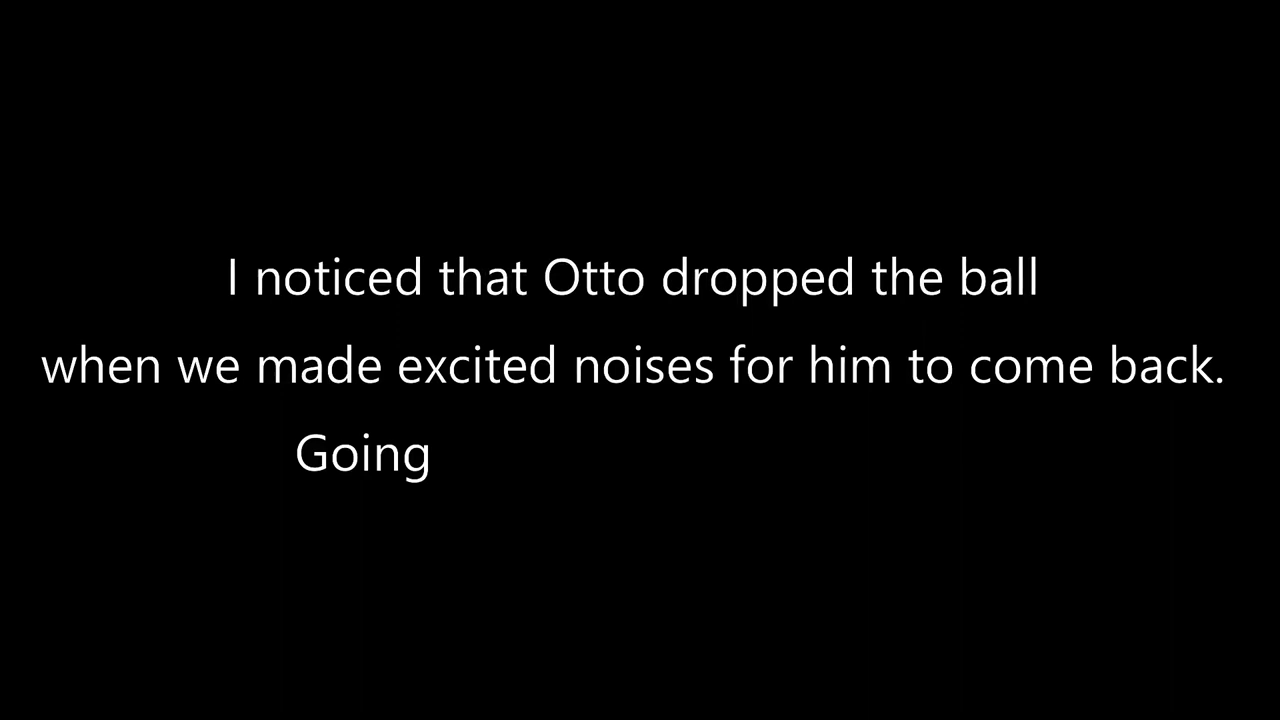 I noticed that Otto dropped the ball
when we made excited noises for him to come back.
Going